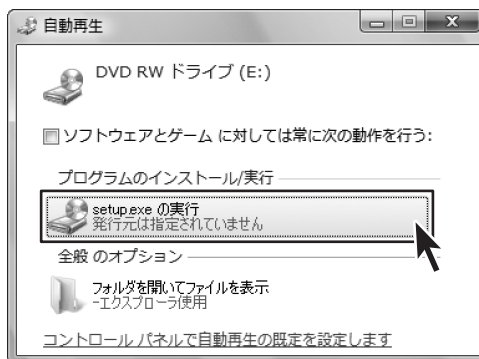 自動再生
DVD RW ドライブ (E:)
ソフトウェアとゲーム に対しては常に次の動作を行う:
プログラムのインストール/実行
setup.exe の実行
発行元は指定されていません
全般 のオプション
フォルダを開いてファイルを表示
-エクスプローラ使用
コントロール パネルで自動再生の既定を設定します